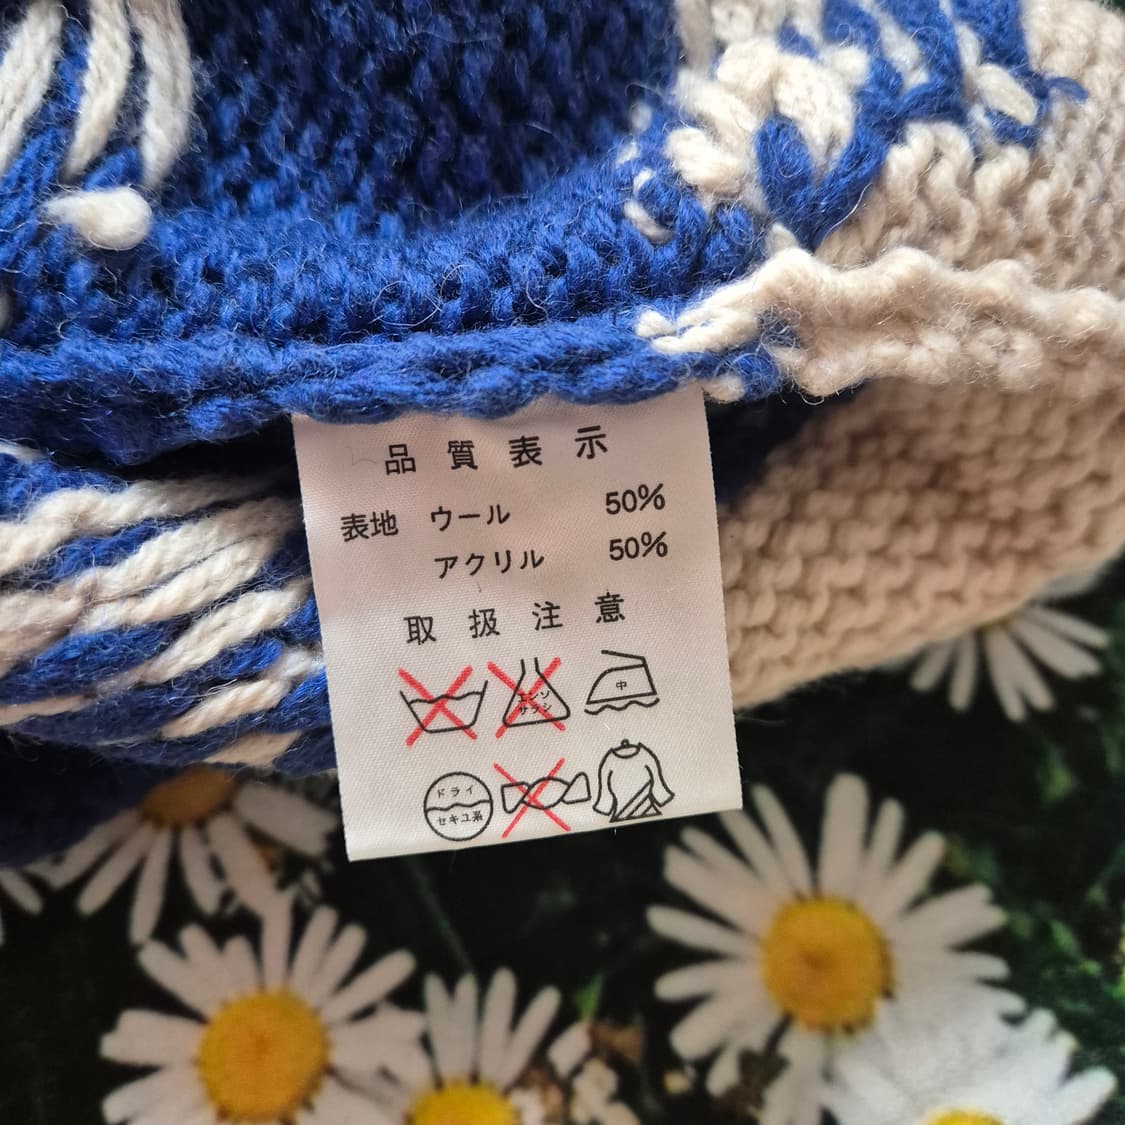 品質表示
表地 ウール 50%
アクリル 50%
取扱注意
エンソ
サラシ
中
ドライ
セキユ系